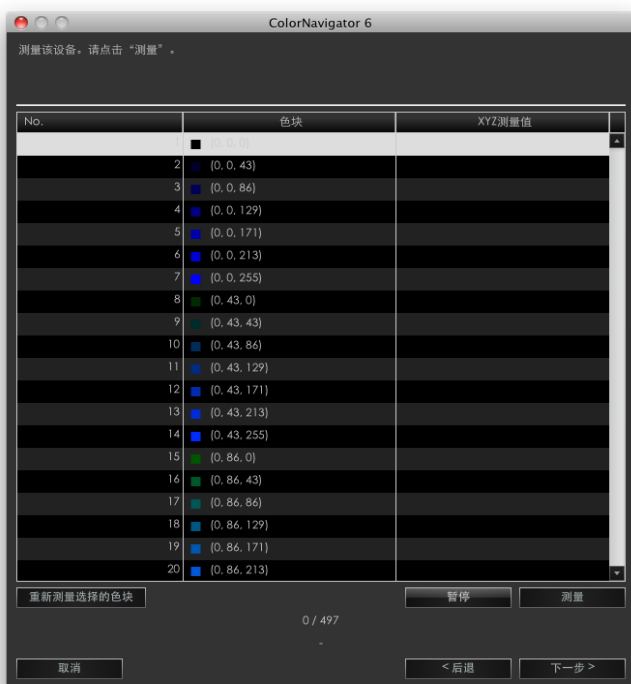 ColorNavigator 6
测量该设备。请点击“测量”。
No. 色块 XYZ测量值
1 (0, 0, 0)
2 (0, 0, 43)
3 (0, 0, 86)
4 (0, 0, 129)
5 (0, 0, 171)
6 (0, 0, 213)
7 (0, 0, 255)
8 (0, 43, 0)
9 (0, 43, 43)
10 (0, 43, 86)
11 (0, 43, 129)
12 (0, 43, 171)
13 (0, 43, 213)
14 (0, 43, 255)
15 (0, 86, 0)
16 (0, 86, 43)
17 (0, 86, 86)
18 (0, 86, 129)
19 (0, 86, 171)
20 (0, 86, 213)
重新测量选择的色块 暂停 测量
0 / 497
-
取消 <后退 下一步>